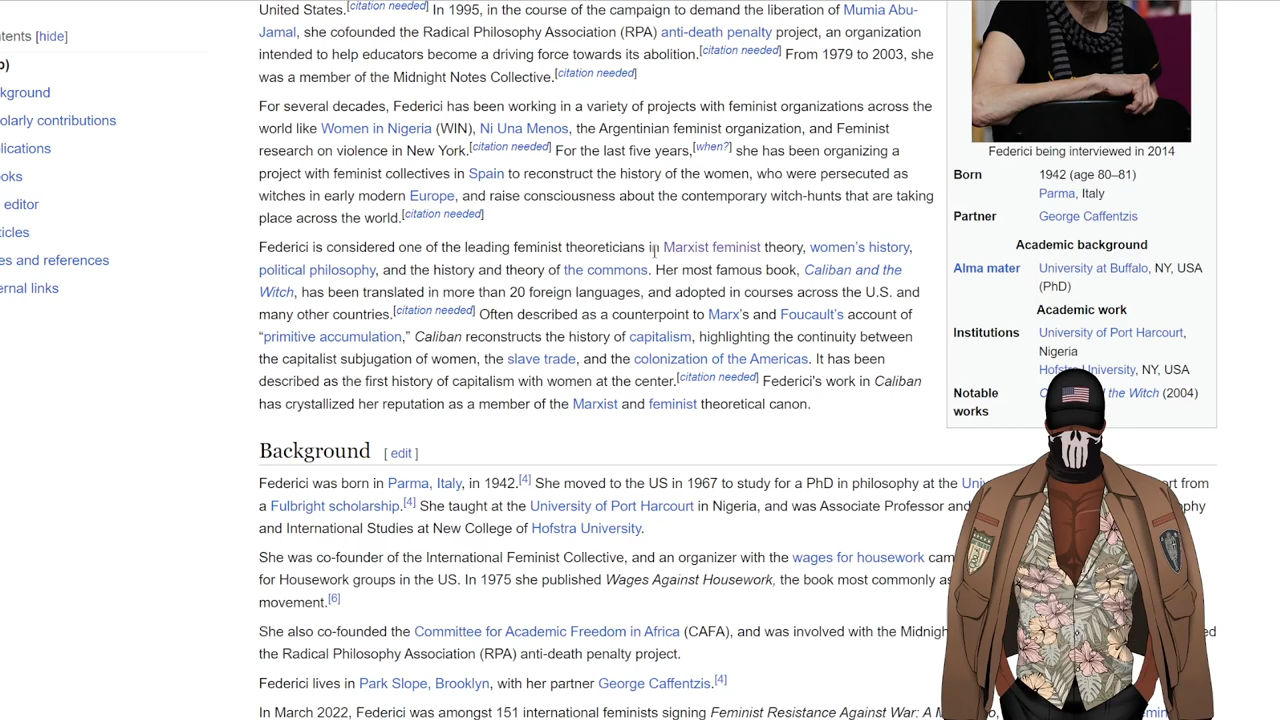 United States.[citation needed] In 1995, in the course of the campaign to demand the liberation of Mumia Abu-
Jamal, she cofounded the Radical Philosophy Association (RPA) anti-death penalty project, an organization
intended to help educators become a driving force towards its abolition.[citation needed] From 1979 to 2003, she
was a member of the Midnight Notes Collective.[citation needed]
For several decades, Federici has been working in a variety of projects with feminist organizations across the
world like Women in Nigeria (WIN), Ni Una Menos, the Argentinian feminist organization, and Feminist
research on violence in New York.[citation needed] For the last five years,[when?] she has been organizing a
project with feminist collectives in Spain to reconstruct the history of the women, who were persecuted as
witches in early modern Europe, and raise consciousness about the contemporary witch-hunts that are taking
place across the world.[citation needed]
Federici is considered one of the leading feminist theoreticians in Marxist feminist theory, women's history,
political philosophy, and the history and theory of the commons. Her most famous book, Caliban and the
Witch, has been translated in more than 20 foreign languages, and adopted in courses across the U.S. and
many other countries.[citation needed] Often described as a counterpoint to Marx's and Foucault's account of
“primitive accumulation,” Caliban reconstructs the history of capitalism, highlighting the continuity between
the capitalist subjugation of women, the slave trade, and the colonization of the Americas. It has been
described as the first history of capitalism with women at the center.[citation needed] Federici's work in Caliban
has crystallized her reputation as a member of the Marxist and feminist theoretical canon.
Background [ edit ]
Federici was born in Parma, Italy, in 1942.[4] She moved to the US in 1967 to study for a PhD in philosophy at the
from
a Fulbright scholarship.[4] She taught at the University of Port Harcourt in Nigeria, and was Associate Professor and
and International Studies at New College of Hofstra University.
She was co-founder of the International Feminist Collective, and an organizer with the wages for housework
for Housework groups in the US. In 1975 she published Wages Against Housework, the book most commonly
movement.[6]
She also co-founded the Committee for Academic Freedom in Africa (CAFA), and was involved with the
the Radical Philosophy Association (RPA) anti-death penalty project.
Federici lives in Park Slope, Brooklyn, with her partner George Caffentzis.[4]
In March 2022, Federici was amongst 151 international feminists signing Feminist Resistance Against War: A
[hide]
External links
Federici being interviewed in 2014
Born 1942 (age 80–81)
Parma, Italy
Partner George Caffentzis
Academic background
Alma mater University at Buffalo, NY, USA
(PhD)
Academic work
Institutions University of Port Harcourt,
Nigeria
Hofstra University, NY, USA
Notable the Witch (2004)
works